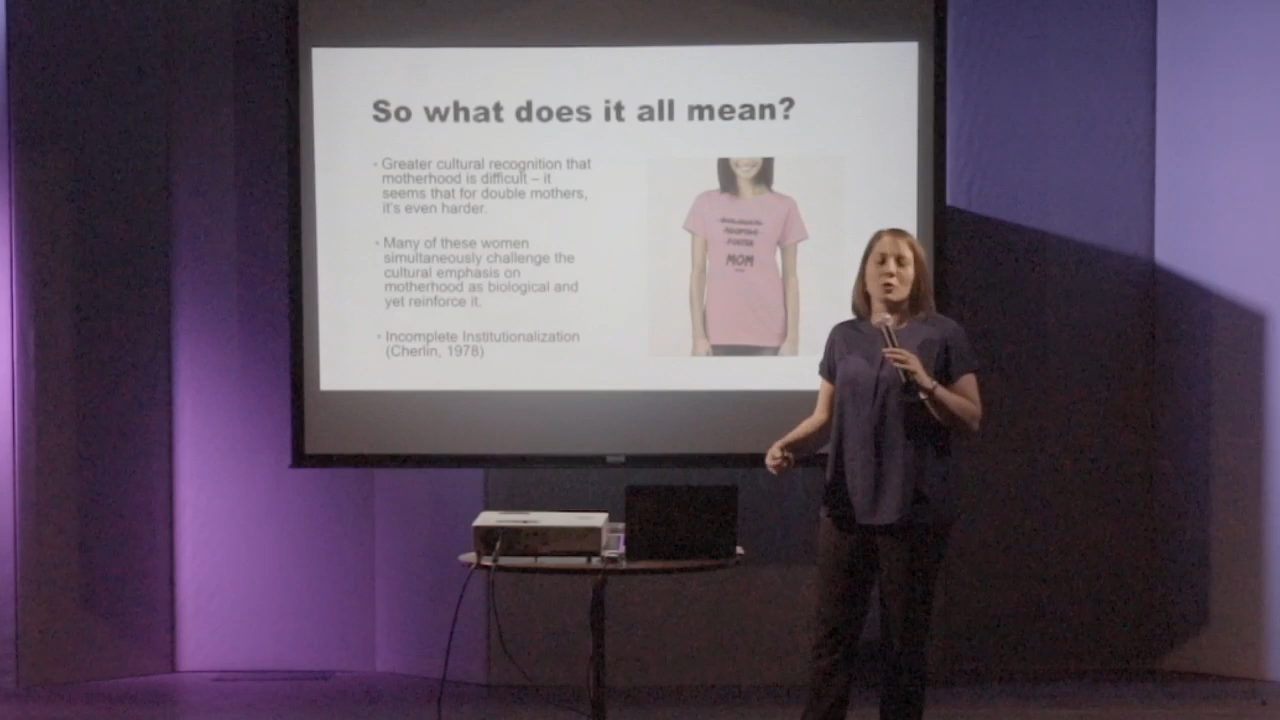 So what does it all mean?
• Greater cultural recognition that
motherhood is difficult – it
seems that for double mothers,
it's even harder.
• Many of these women
simultaneously challenge the
cultural emphasis on
motherhood as biological and
yet reinforce it.
• Incomplete Institutionalization
(Cherlin, 1978)
FOSTER
MOM